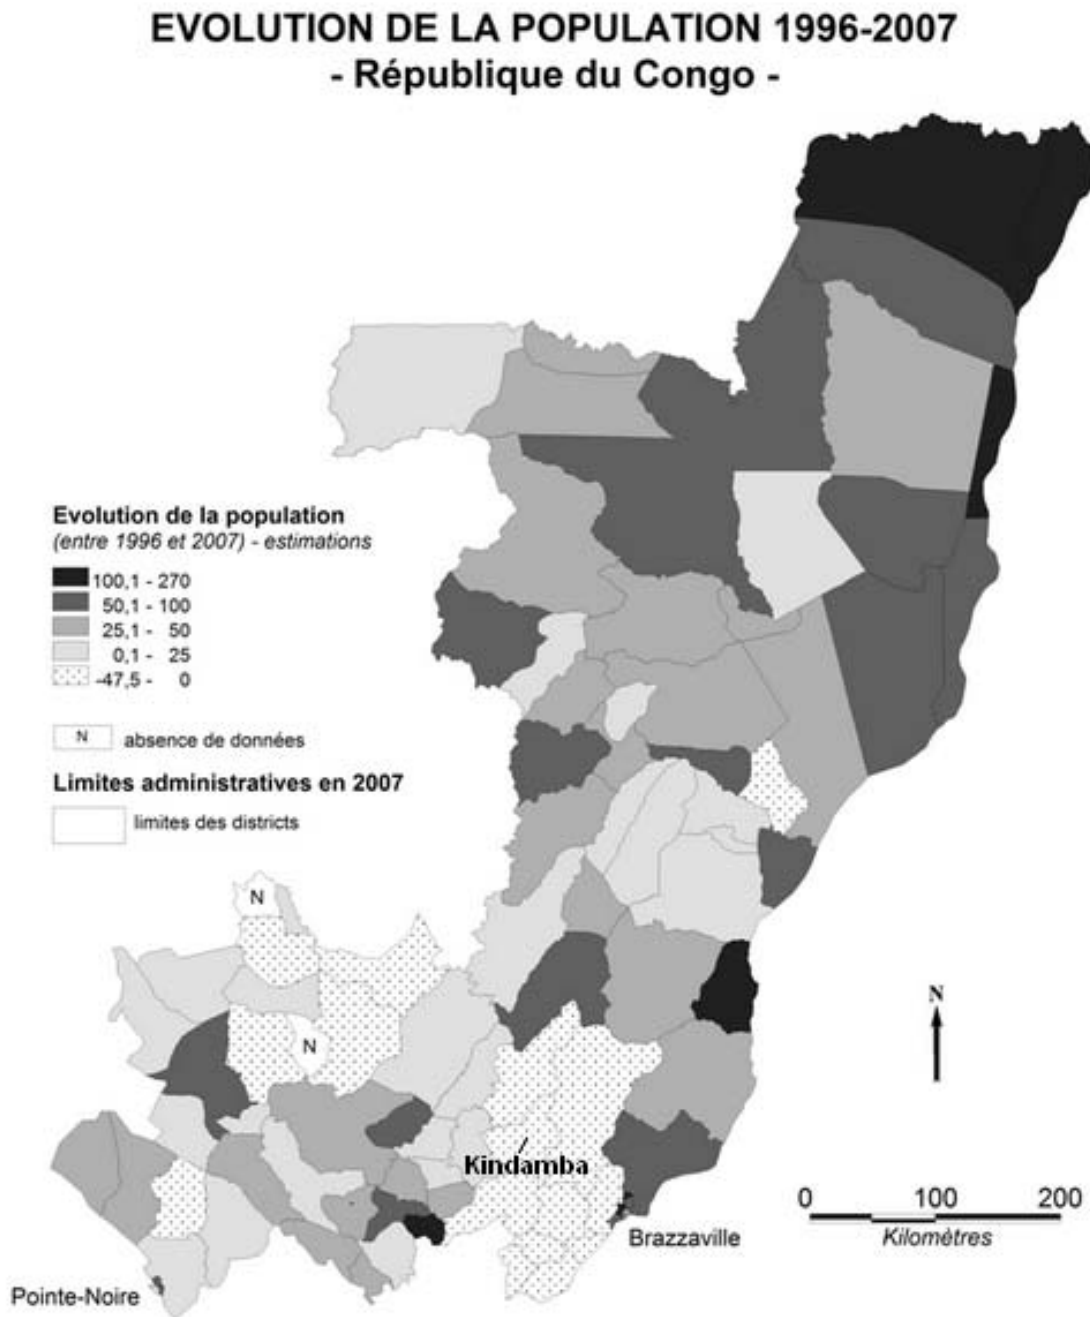 EVOLUTION DE LA POPULATION 1996-2007
- République du Congo -
Evolution de la population
(entre 1996 et 2007) - estimations
100,1 - 270
50,1 - 100
25,1 - 50
0,1 - 25
-47,5 - 0
N absence de données
Limites administratives en 2007
limites des districts
N
N
N
Kindamba
0 100 200
Kilomètres
Brazzaville
Pointe-Noire